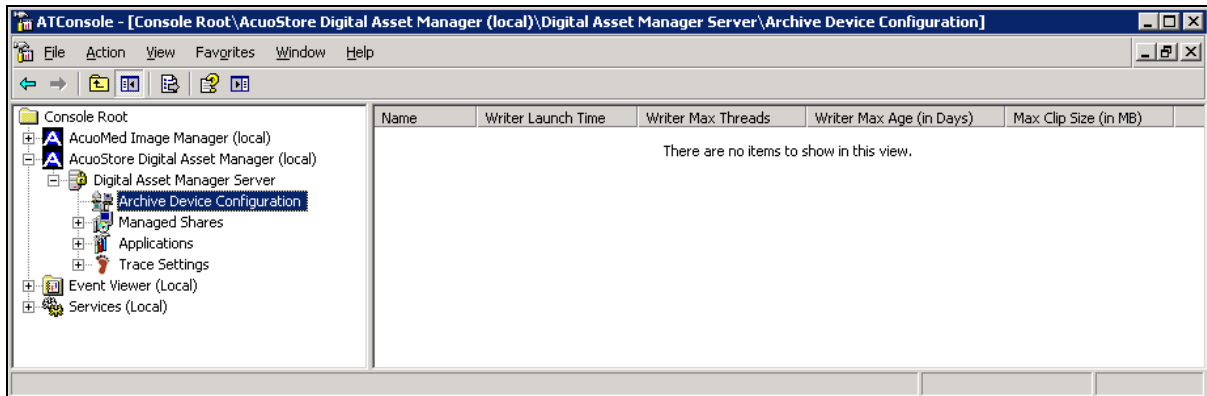 ATConsole - [Console Root\AcuoStore Digital Asset Manager (local)\Digital Asset Manager Server\Archive Device Configuration]
File Action View Favorites Window Help
Console Root
AcuoMed Image Manager (local)
AcuoStore Digital Asset Manager (local)
Digital Asset Manager Server
Archive Device Configuration
Managed Shares
Applications
Trace Settings
Event Viewer (Local)
Services (Local)
Name Writer Launch Time Writer Max Threads Writer Max Age (in Days) Max Clip Size (in MB)
There are no items to show in this view.